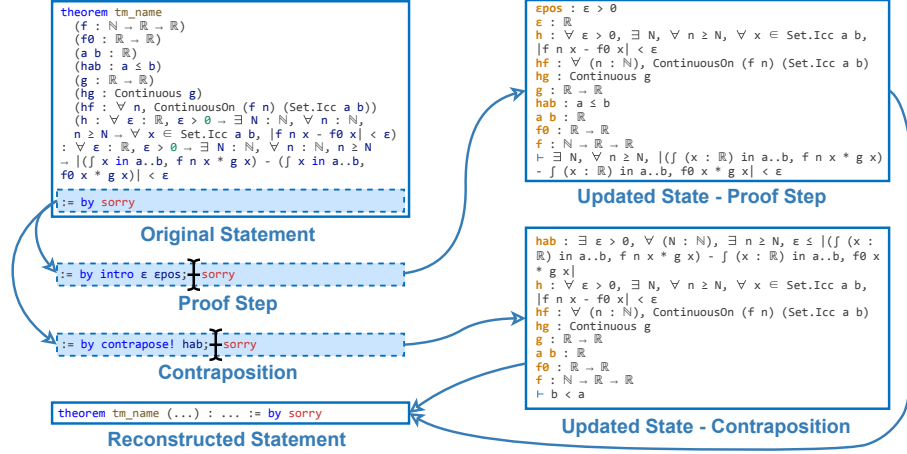 theorem tm_name
(f : ℕ → ℝ → ℝ)
(f0 : ℝ → ℝ)
(a b : ℝ)
(hab : a ≤ b)
(g : ℝ → ℝ)
(hg : Continuous g)
(hf : ∀ n, ContinuousOn (f n) (Set.Icc a b))
(h : ∀ ε : ℝ, ε > 0 → ∃ N : ℕ, ∀ n : ℕ,
n ≥ N → ∀ x ∈ Set.Icc a b, |f n x - f0 x| < ε)
: ∀ ε : ℝ, ε > 0 → ∃ N : ℕ, ∀ n : ℕ, n ≥ N
→ |(∫ x in a..b, f n x * g x) - (∫ x in a..b,
f0 x * g x)| < ε
:= by sorry
Original Statement
:= by intro ε εpos; sorry
Proof Step
:= by contrapose! hab; sorry
Contraposition
theorem tm_name (...) : ... := by sorry
Reconstructed Statement
εpos : ε > 0
ε : ℝ
h : ∀ ε > 0, ∃ N, ∀ n ≥ N, ∀ x ∈ Set.Icc a b,
|f n x - f0 x| < ε
hf : ∀ (n : ℕ), ContinuousOn (f n) (Set.Icc a b)
hg : Continuous g
g : ℝ → ℝ
hab : a ≤ b
a b : ℝ
f0 : ℝ → ℝ
f : ℕ → ℝ → ℝ
⊢ ∃ N, ∀ n ≥ N, |(∫ (x : ℝ) in a..b, f n x * g x)
- ∫ (x : ℝ) in a..b, f0 x * g x| < ε
Updated State - Proof Step
hab : ∃ ε > 0, ∀ (N : ℕ), ∃ n ≥ N, ε ≤ |(∫ (x :
ℝ) in a..b, f n x * g x) - ∫ (x : ℝ) in a..b, f0 x
* g x|
h : ∀ ε > 0, ∃ N, ∀ n ≥ N, ∀ x ∈ Set.Icc a b,
|f n x - f0 x| < ε
hf : ∀ (n : ℕ), ContinuousOn (f n) (Set.Icc a b)
hg : Continuous g
g : ℝ → ℝ
a b : ℝ
f0 : ℝ → ℝ
f : ℕ → ℝ → ℝ
⊢ b < a
Updated State - Contraposition